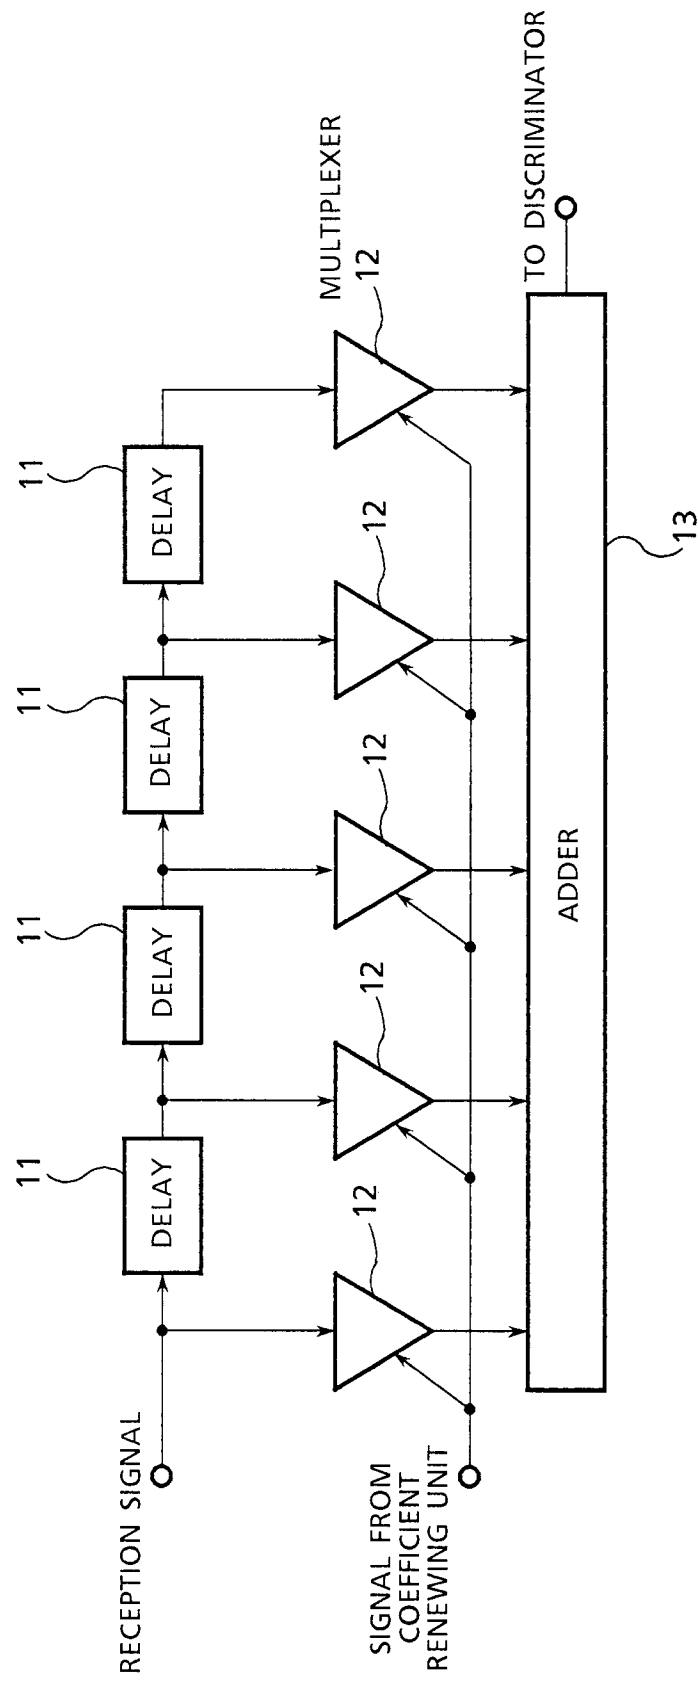 RECEPTION SIGNAL
11
DELAY
11
DELAY
11
DELAY
11
DELAY
MULTIPLEXER
12
12
12
12
12
SIGNAL FROM
COEFFICIENT
RENEWING UNIT
ADDER
13
TO DISCRIMINATOR